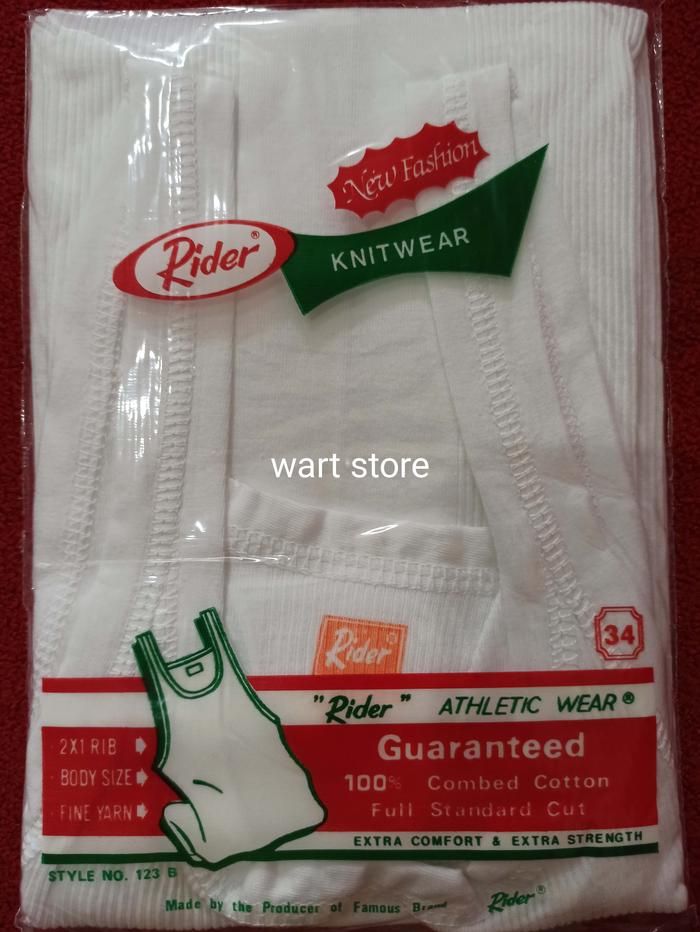 New Fashion
Rider®
KNITWEAR
wart store
Rider®
34
"Rider" ATHLETIC WEAR®
2X1 RIB
BODY SIZE
FINE YARN
Guaranteed
100% Combed Cotton
Full Standard Cut
EXTRA COMFORT & EXTRA STRENGTH
STYLE NO. 123 B
Made by the Producer of Famous Brand Rider®